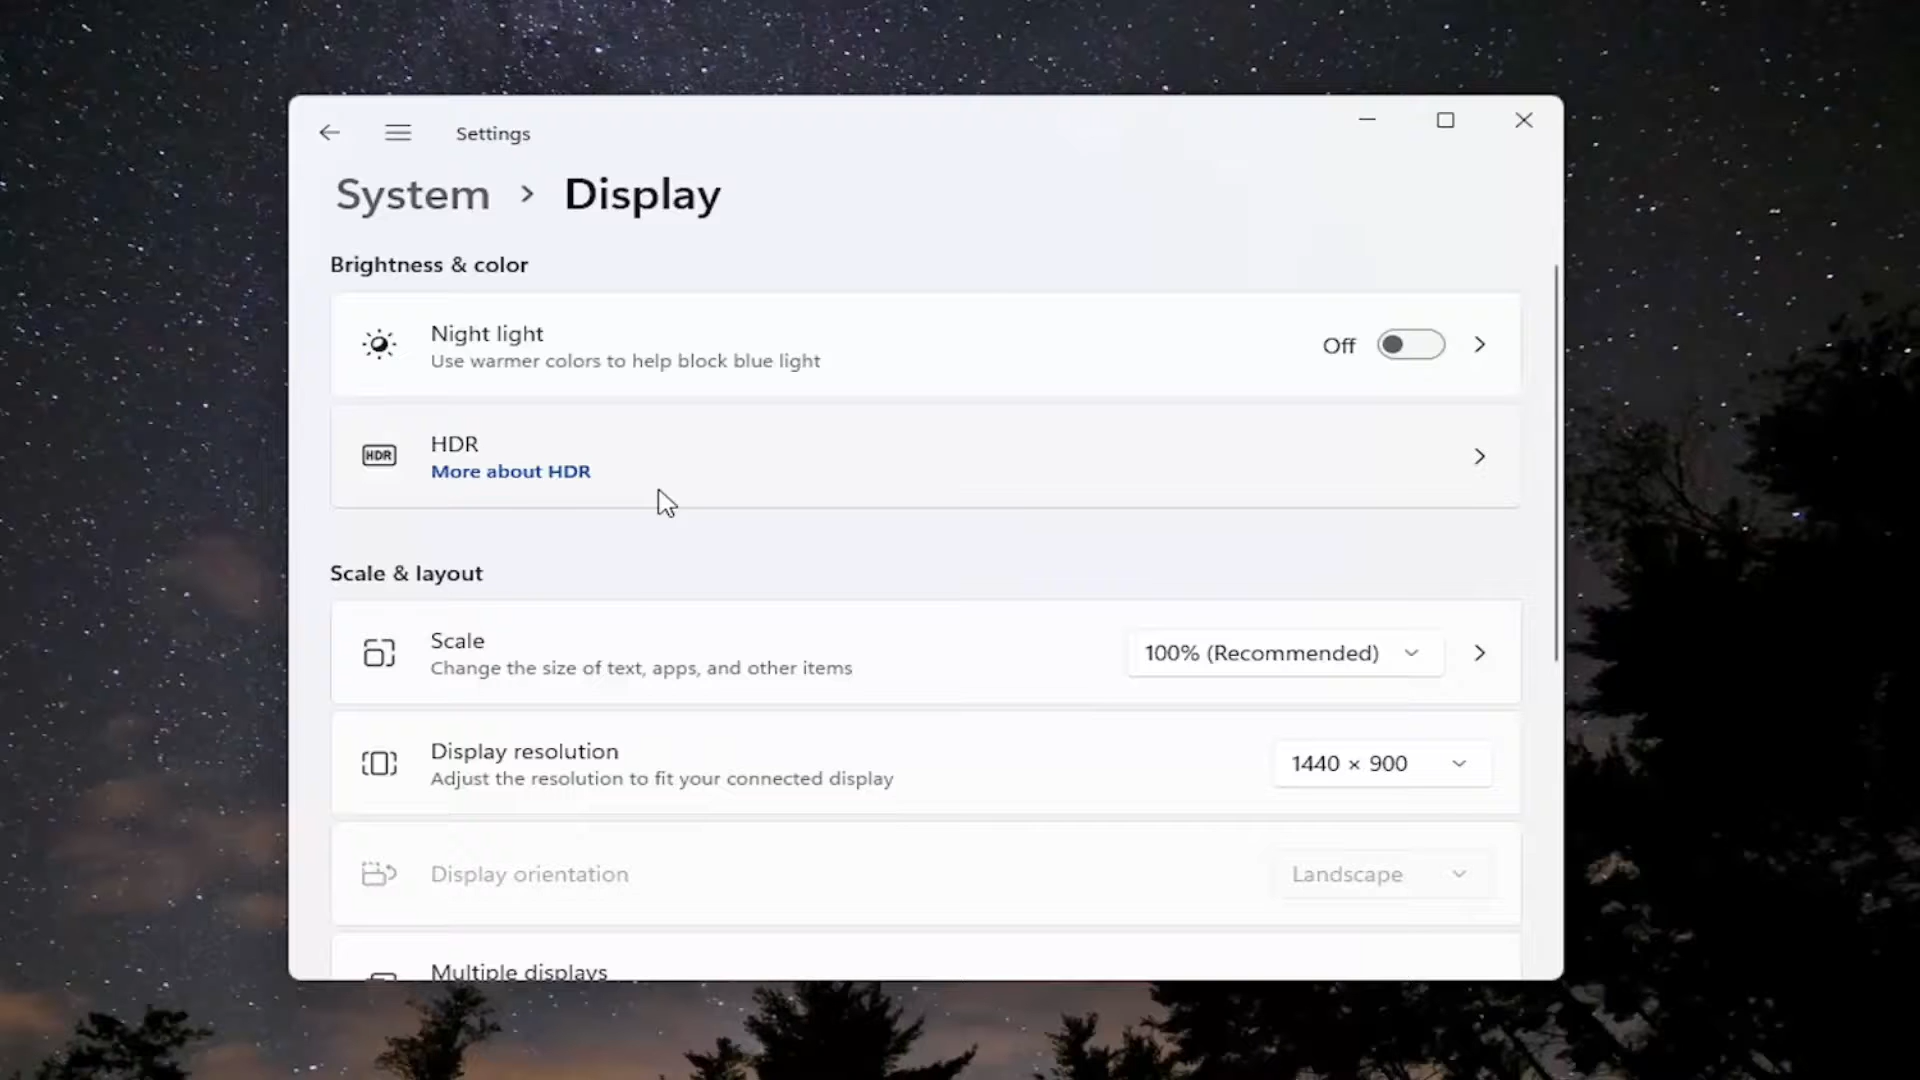 Settings
System > Display
Brightness & color
Night light
Use warmer colors to help block blue light
Off
HDR
HDR
More about HDR
Scale & layout
Scale
Change the size of text, apps, and other items
100% (Recommended)
Display resolution
Adjust the resolution to fit your connected display
1440 × 900
Display orientation
Landscape
Multiple displays